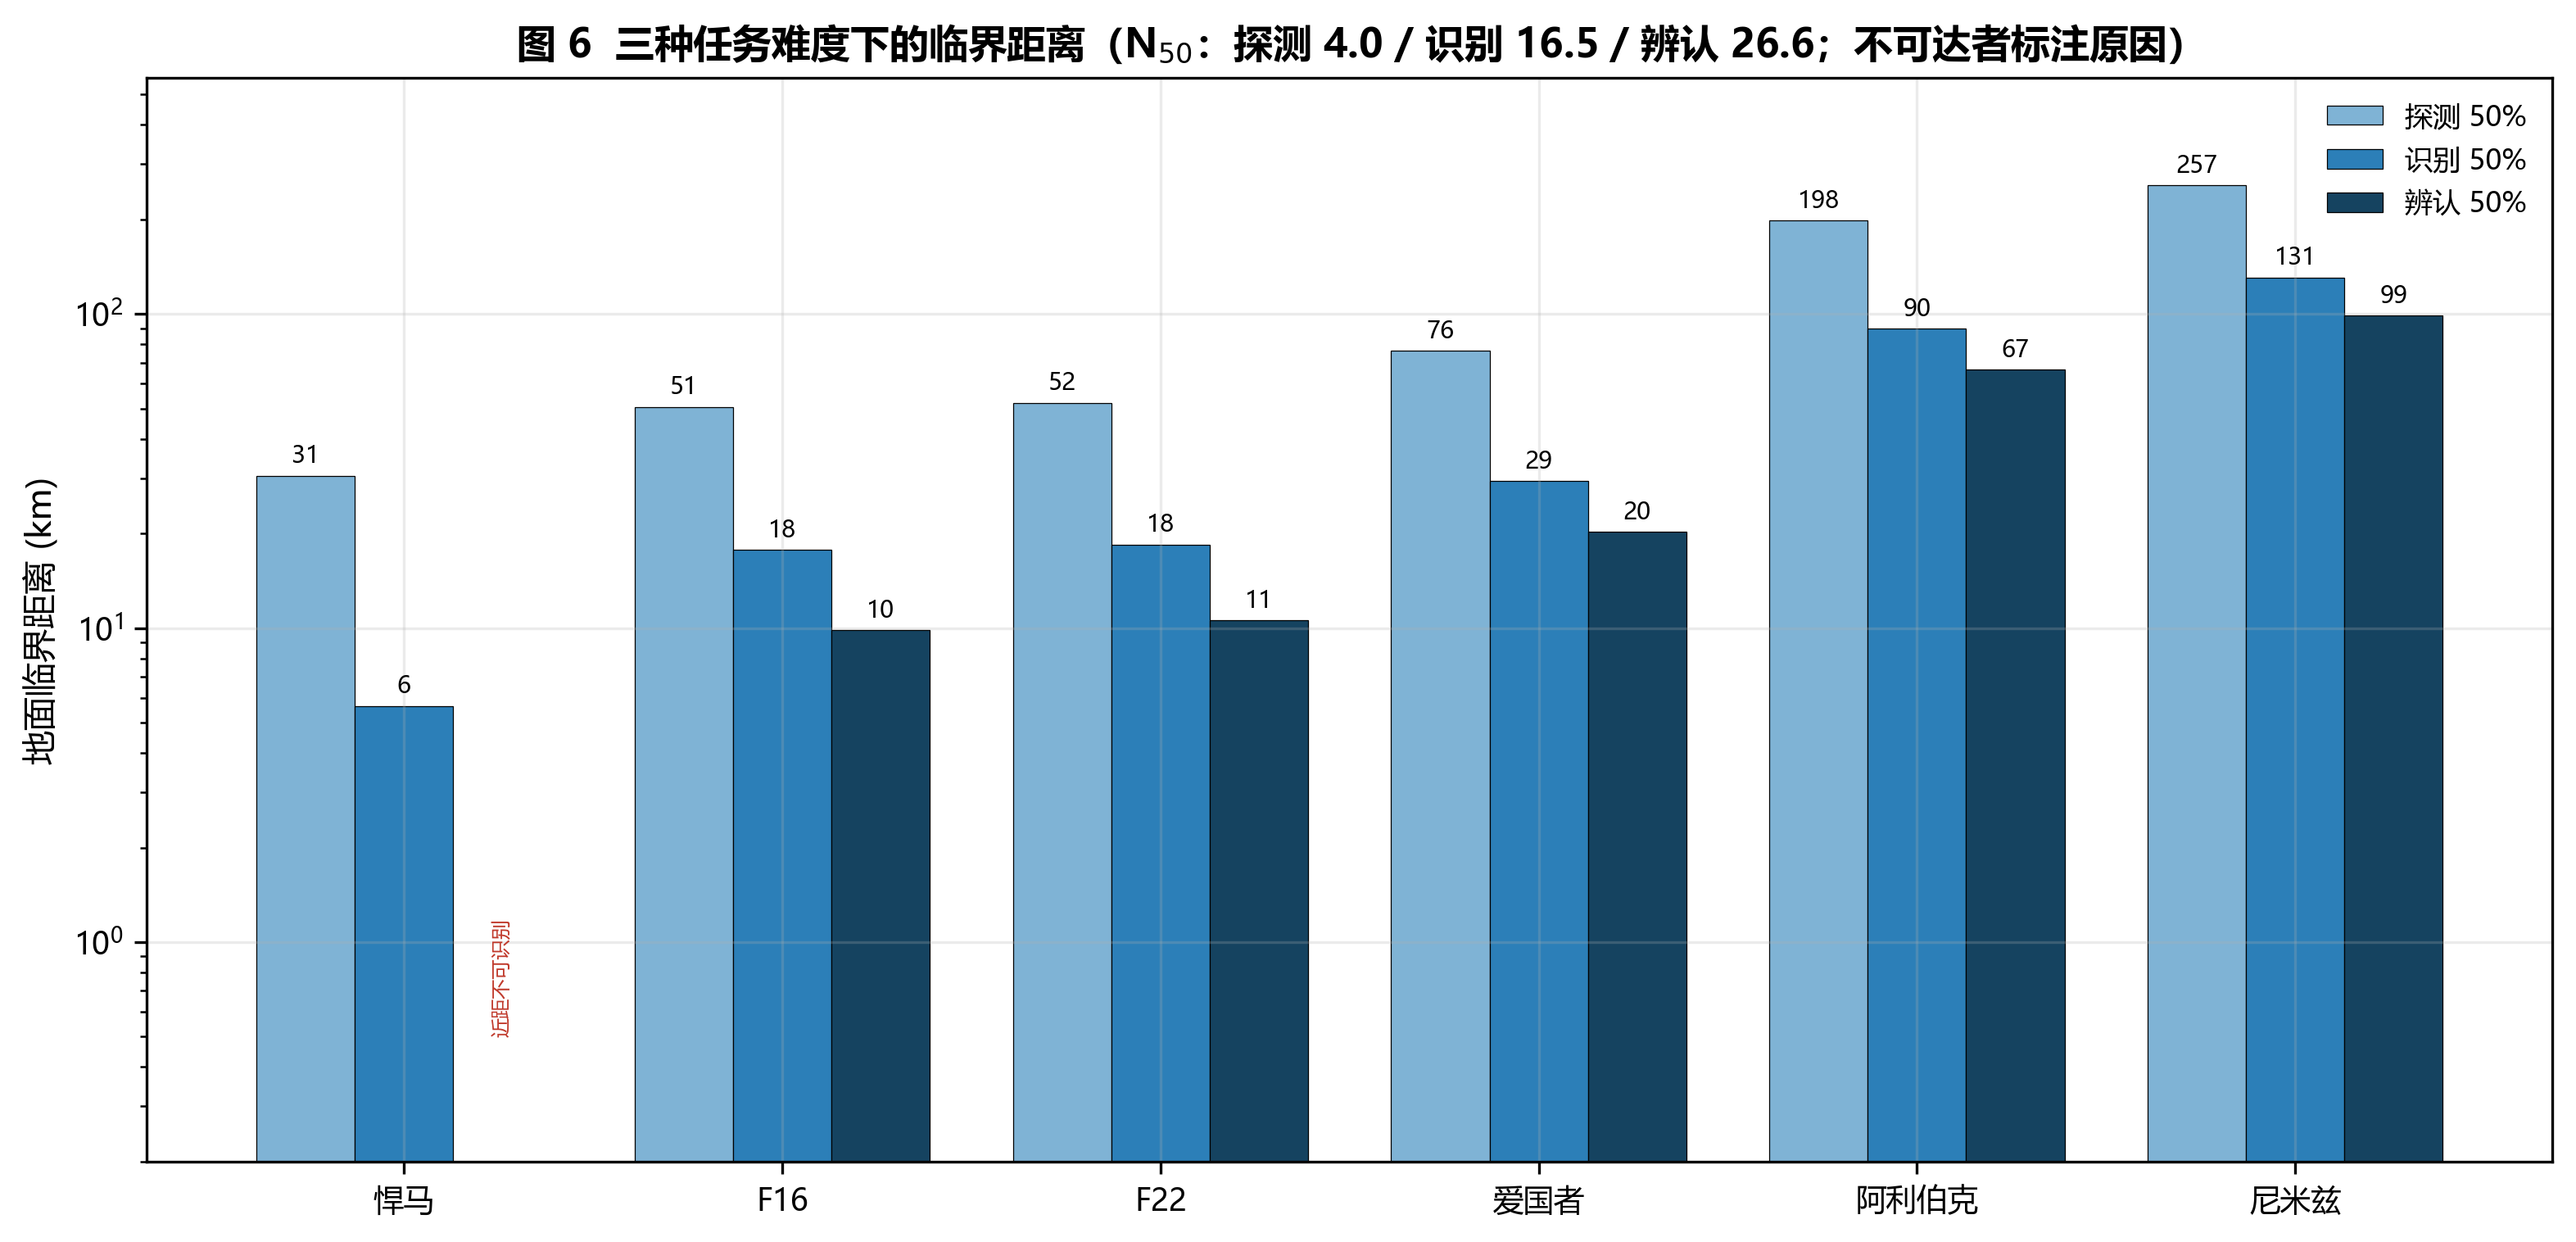 图 6 三种任务难度下的临界距离（N50：探测 4.0 / 识别 16.5 / 辨认 26.6；不可达者标注原因）
探测 50%
识别 50%
辨认 50%
地面临界距离 (km)
10²
10¹
10⁰
31
6
近距不可识别
51
18
10
52
18
11
76
29
20
198
90
67
257
131
99
悍马
F16
F22
爱国者
阿利伯克
尼米兹